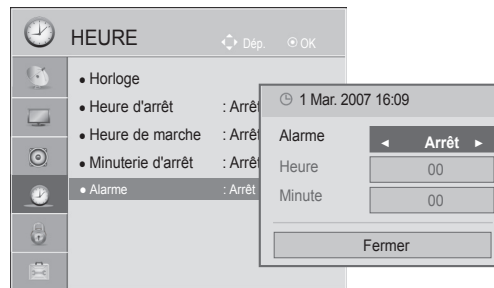 HEURE
Dép. OK
● Horloge
● Heure d'arrêt : Arrêt
● Heure de marche : Arrêt
● Minuterie d'arrêt : Arrêt
● Alarme : Arrêt
1 Mar. 2007 16:09
Alarme ◄ Arrêt ►
Heure 00
Minute 00
Fermer